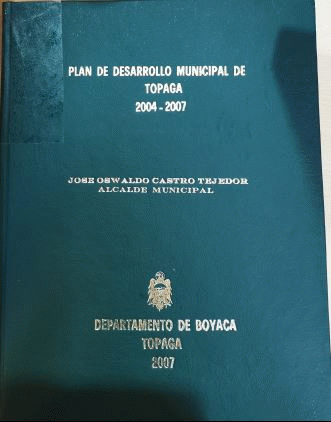 PLAN DE DESARROLLO MUNICIPAL DE
TOPAGA
2004-2007
JOSE OSWALDO CASTRO TEJEDOR
ALCALDE MUNICIPAL
DEPARTAMENTO DE BOYACA
TOPAGA
2007